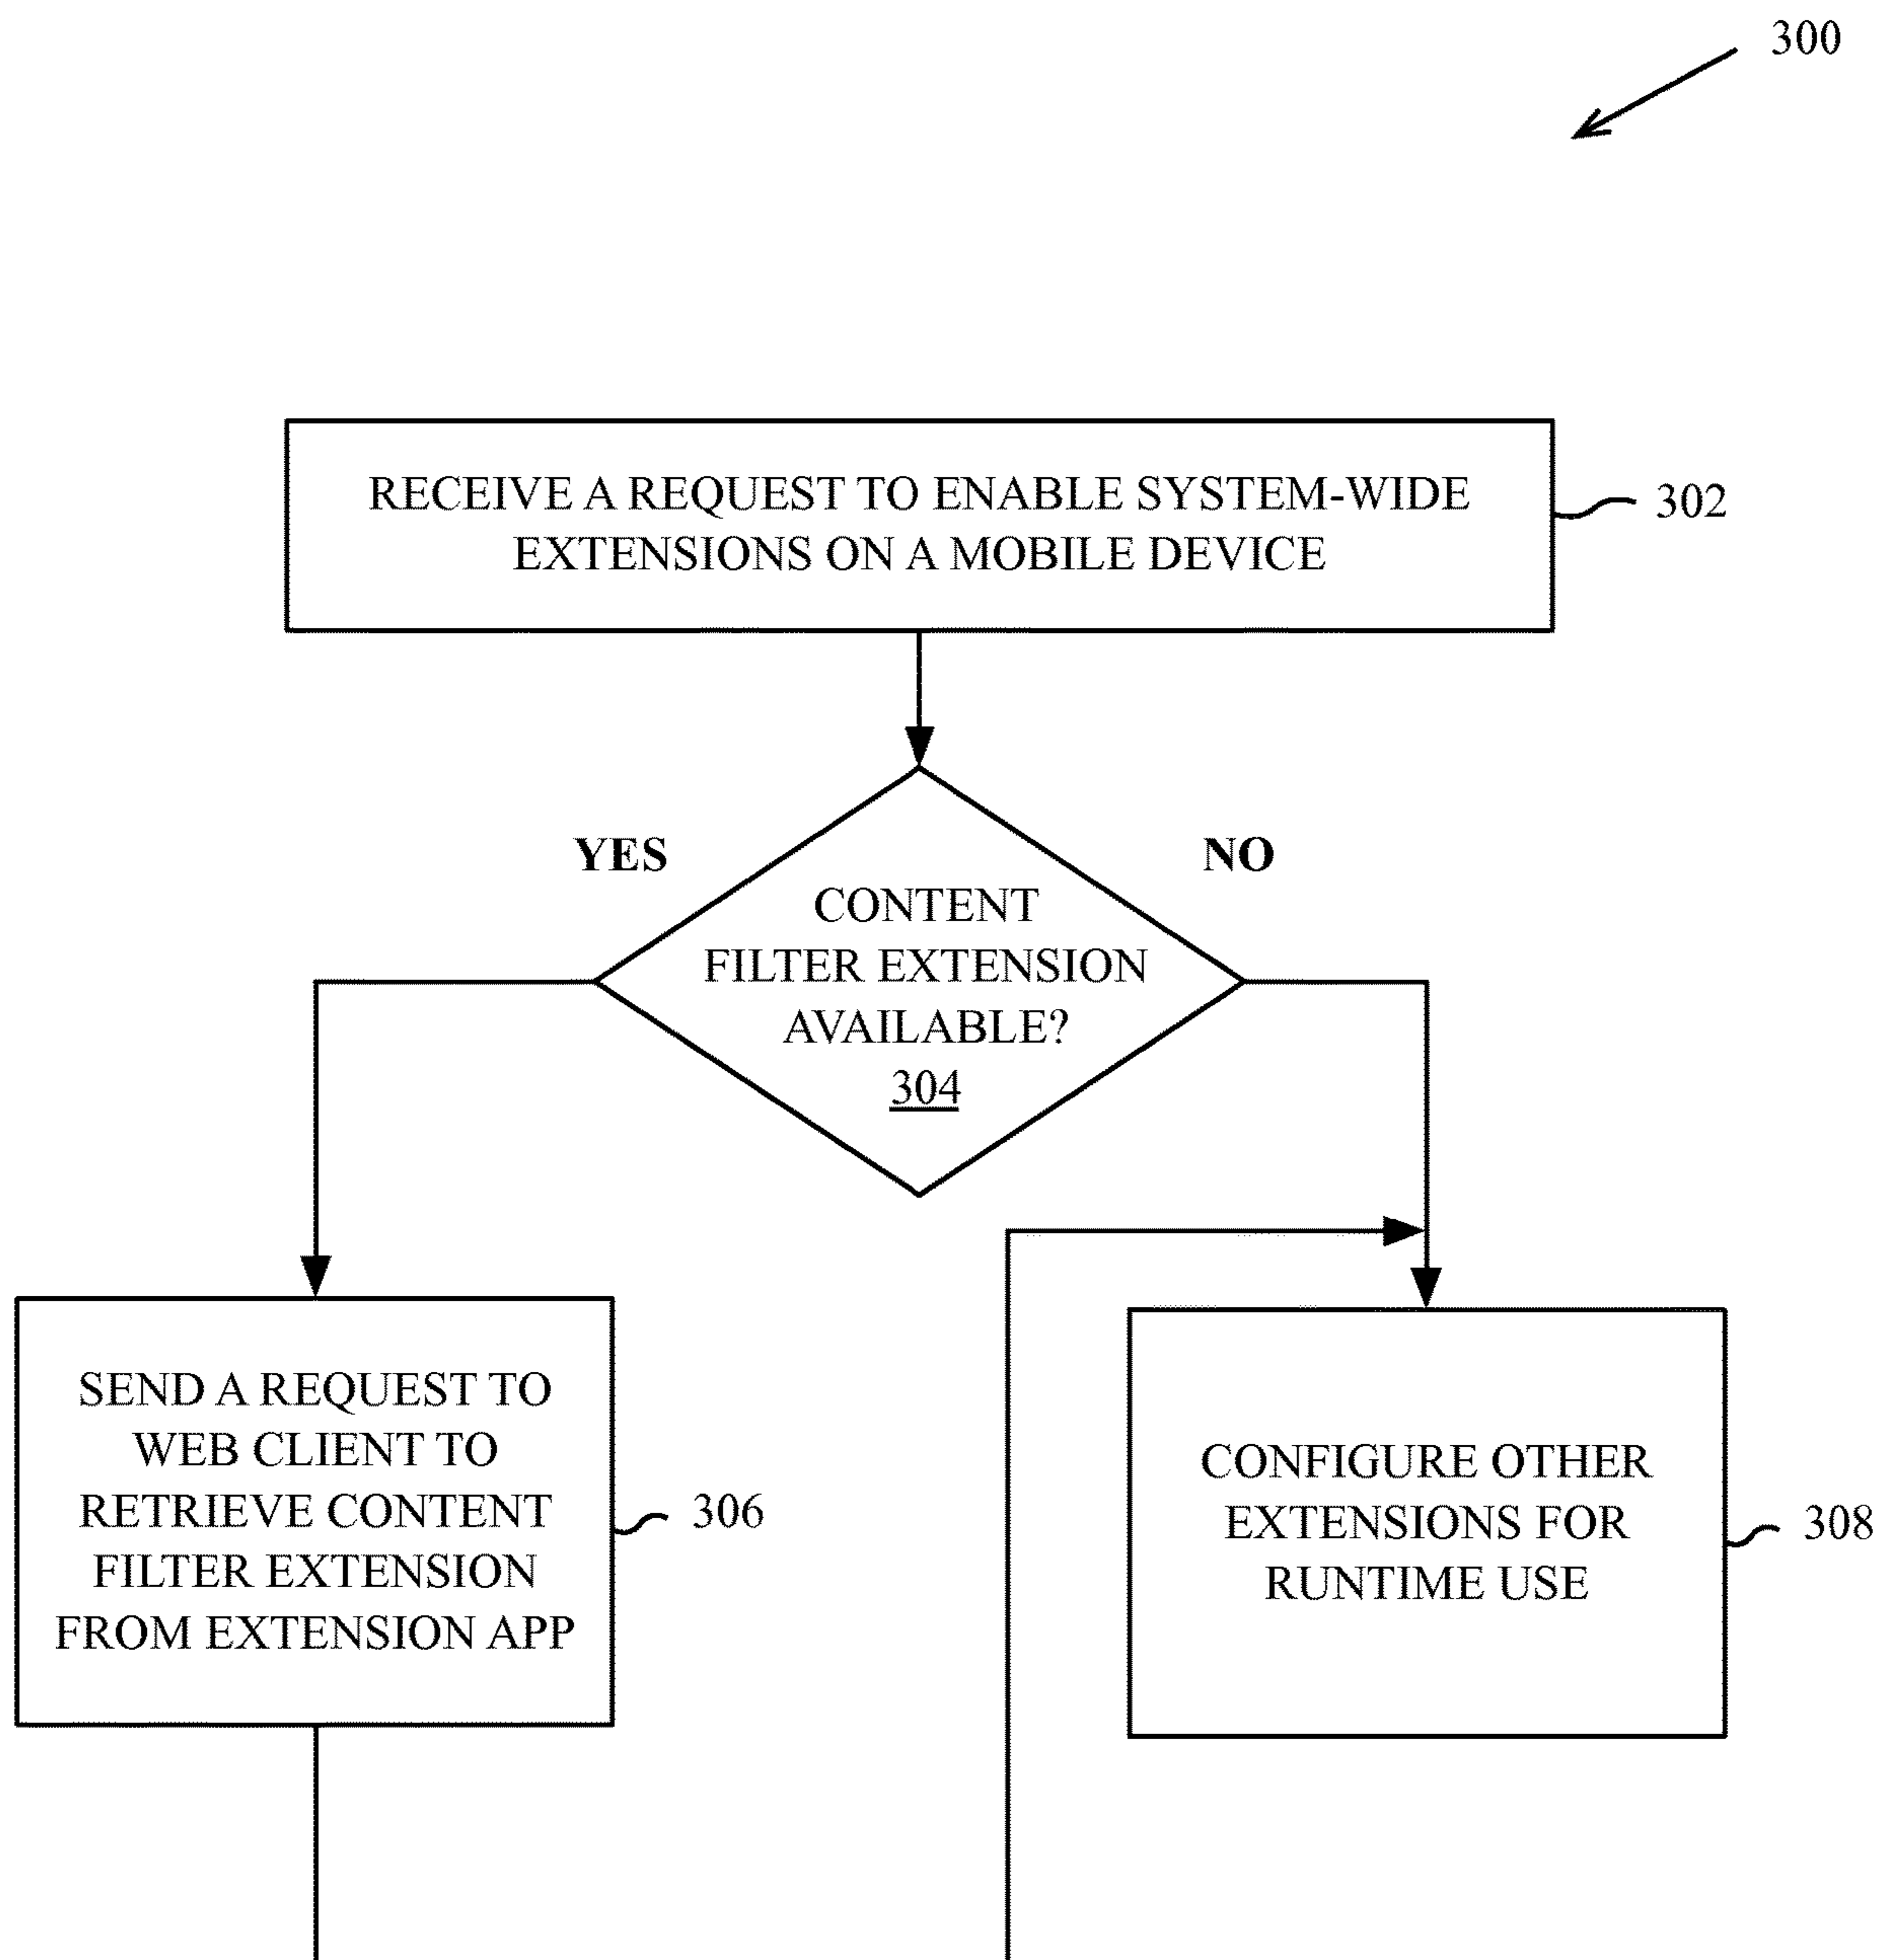 300
RECEIVE A REQUEST TO ENABLE SYSTEM-WIDE
EXTENSIONS ON A MOBILE DEVICE
302
YES
NO
CONTENT
FILTER EXTENSION
AVAILABLE?
304
SEND A REQUEST TO
WEB CLIENT TO
RETRIEVE CONTENT
FILTER EXTENSION
FROM EXTENSION APP
306
CONFIGURE OTHER
EXTENSIONS FOR
RUNTIME USE
308